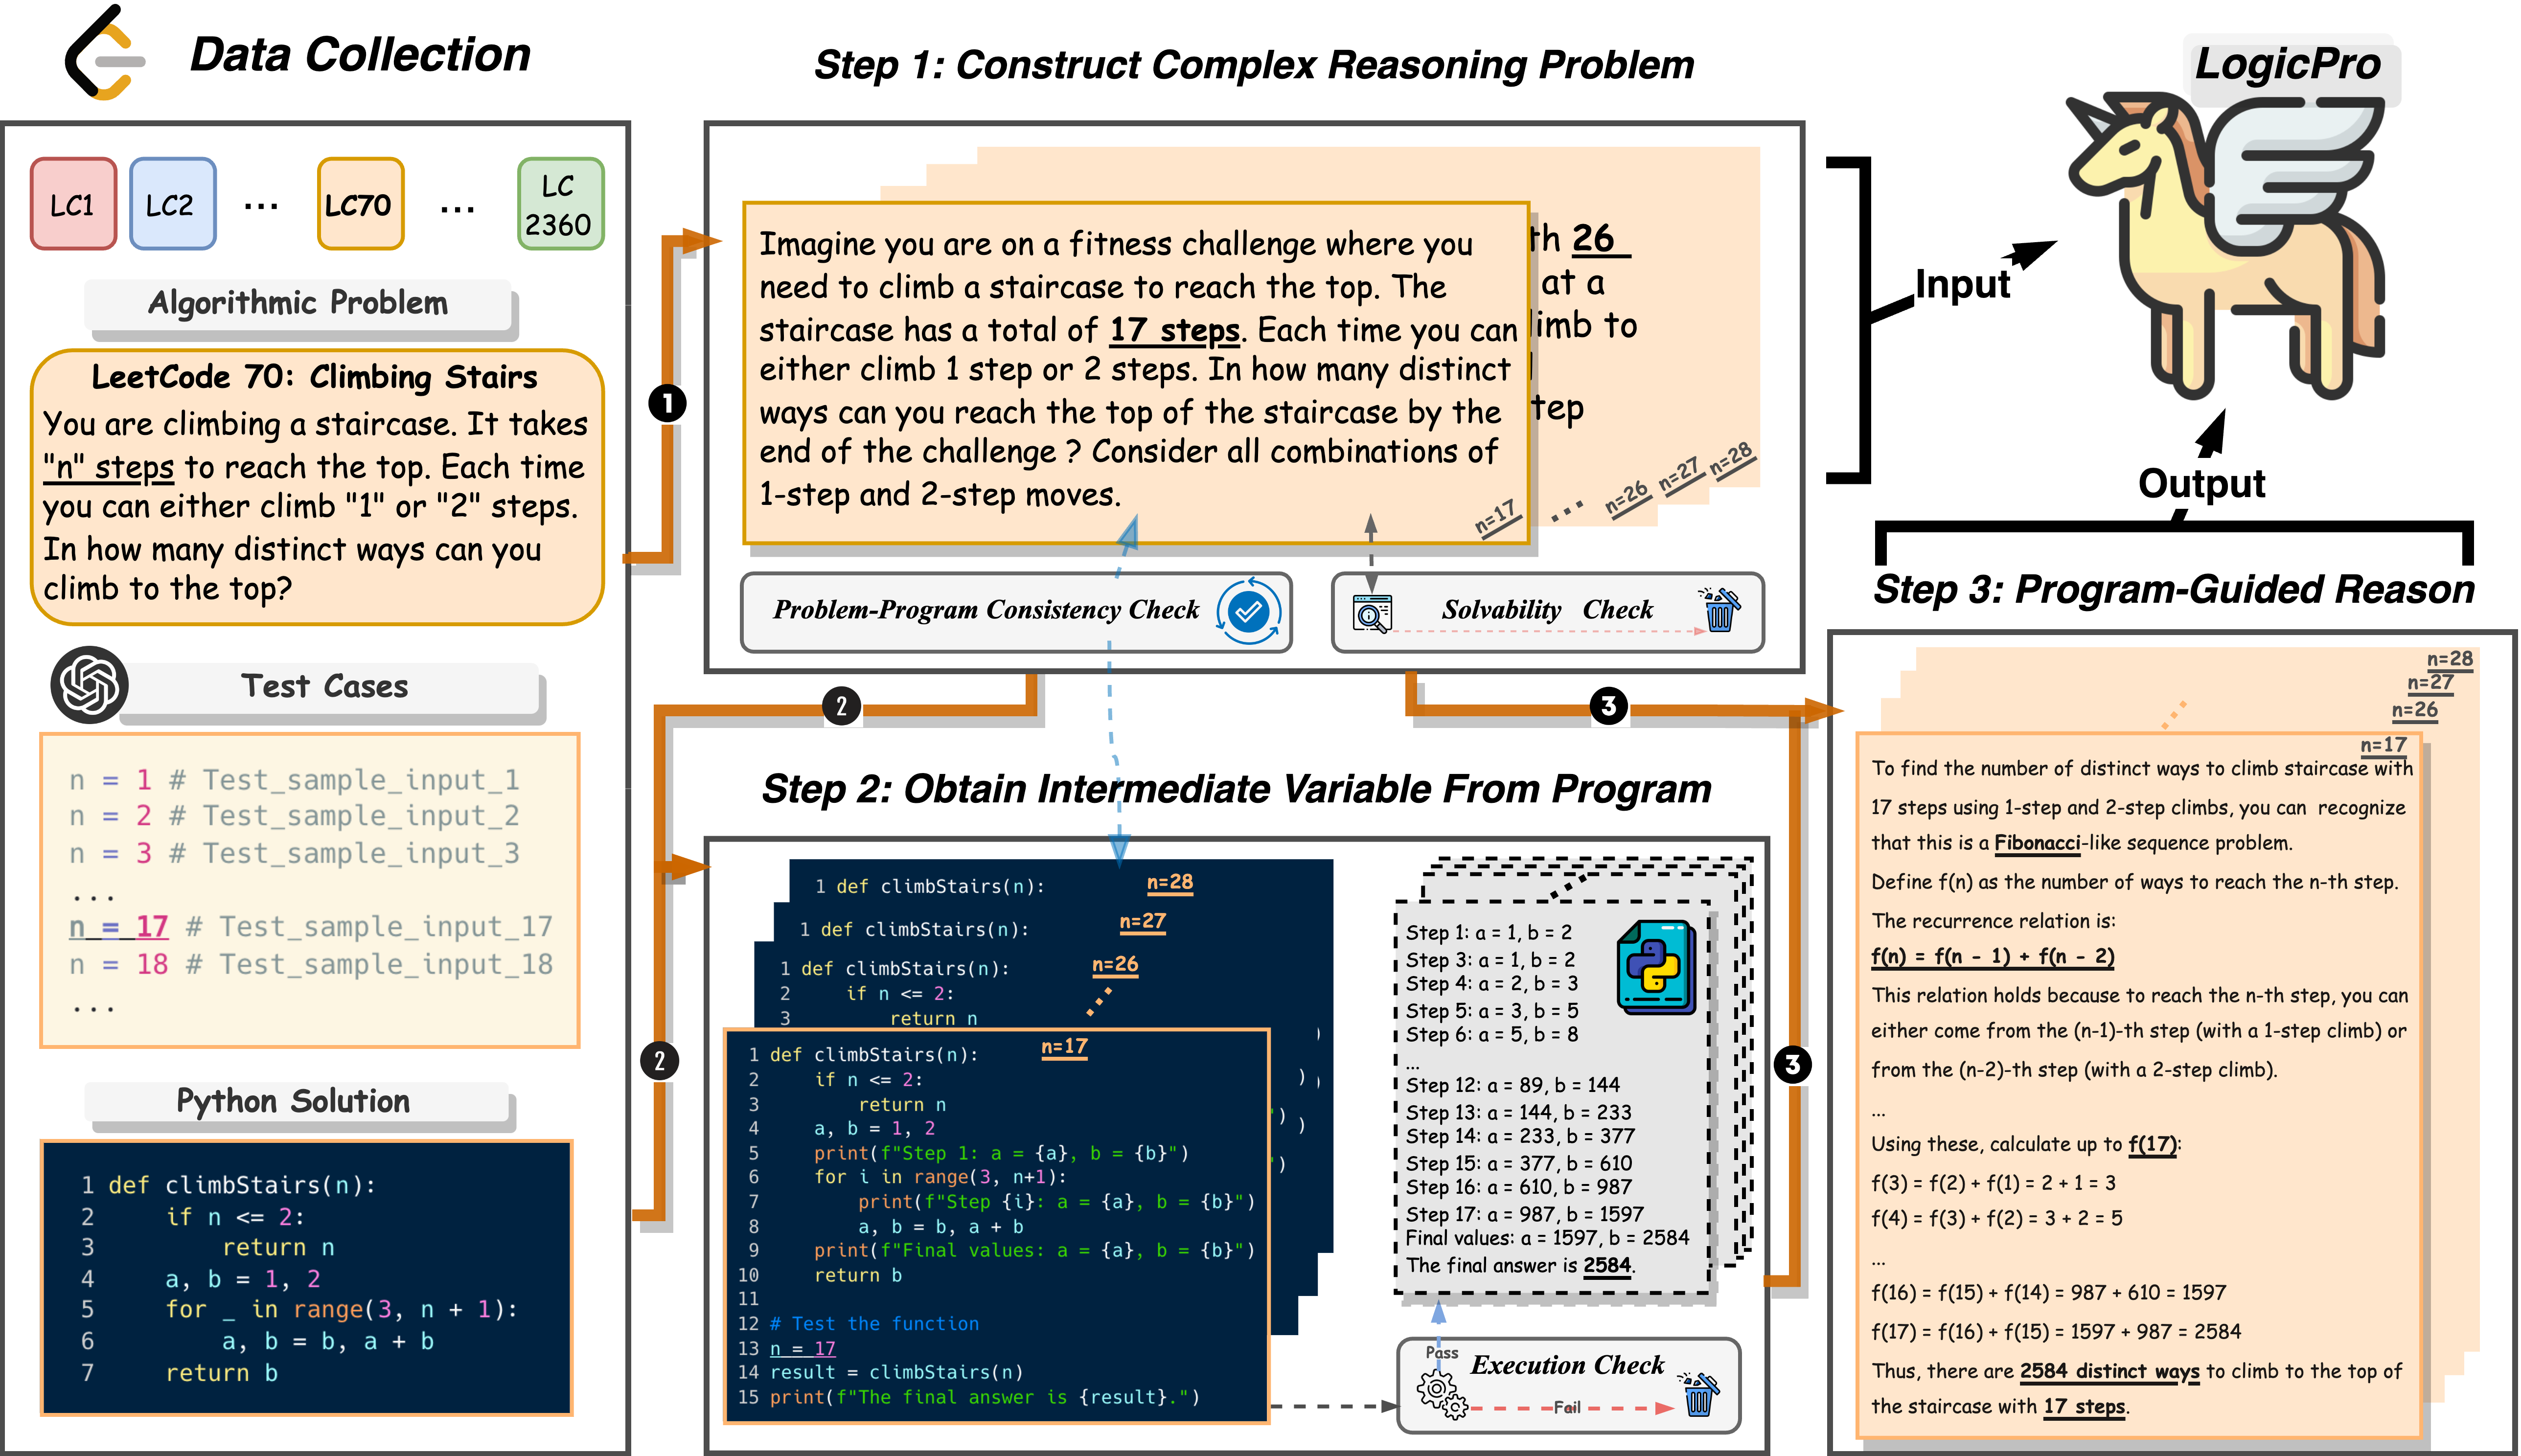 Data Collection
LC1
LC2
...
LC70
...
LC
2360
Algorithmic Problem
LeetCode 70: Climbing Stairs
You are climbing a staircase. It takes
"n" steps to reach the top. Each time
you can either climb "1" or "2" steps.
In how many distinct ways can you
climb to the top?
Test Cases
n = 1 # Test_sample_input_1
n = 2 # Test_sample_input_2
n = 3 # Test_sample_input_3
...
n = 17 # Test_sample_input_17
n = 18 # Test_sample_input_18
...
Python Solution
1 def climbStairs(n):
2     if n <= 2:
3         return n
4     a, b = 1, 2
5     for _ in range(3, n + 1):
6         a, b = b, a + b
7     return b
1
2
2
3
3
Step 1: Construct Complex Reasoning Problem
Imagine you are on a fitness challenge where you
need to climb a staircase to reach the top. The
staircase has a total of 17 steps. Each time you can
either climb 1 step or 2 steps. In how many distinct
ways can you reach the top of the staircase by the
end of the challenge ? Consider all combinations of
1-step and 2-step moves.
th 26
at a
limb to
tep
n=17
...
n=26
n=27
n=28
Problem-Program Consistency Check
Solvability Check
Step 2: Obtain Intermediate Variable From Program
1 def climbStairs(n):
n=28
1 def climbStairs(n):
n=27
1 def climbStairs(n):
n=26
2     if n <= 2:
3         return n
n=17
1 def climbStairs(n):
2     if n <= 2:
3         return n
4     a, b = 1, 2
5     print(f"Step 1: a = {a}, b = {b}")
6     for i in range(3, n+1):
7         print(f"Step {i}: a = {a}, b = {b}")
8         a, b = b, a + b
9     print(f"Final values: a = {a}, b = {b}")
10     return b
11
12 # Test the function
13 n = 17
14 result = climbStairs(n)
15 print(f"The final answer is {result}.")
Step 1: a = 1, b = 2
Step 3: a = 1, b = 2
Step 4: a = 2, b = 3
Step 5: a = 3, b = 5
Step 6: a = 5, b = 8
...
Step 12: a = 89, b = 144
Step 13: a = 144, b = 233
Step 14: a = 233, b = 377
Step 15: a = 377, b = 610
Step 16: a = 610, b = 987
Step 17: a = 987, b = 1597
Final values: a = 1597, b = 2584
The final answer is 2584.
Pass
Execution Check
Fail
LogicPro
Input
Output
Step 3: Program-Guided Reason
n=28
n=27
n=26
n=17
To find the number of distinct ways to climb staircase with
17 steps using 1-step and 2-step climbs, you can recognize
that this is a Fibonacci-like sequence problem.
Define f(n) as the number of ways to reach the n-th step.
The recurrence relation is:
f(n) = f(n - 1) + f(n - 2)
This relation holds because to reach the n-th step, you can
either come from the (n-1)-th step (with a 1-step climb) or
from the (n-2)-th step (with a 2-step climb).
...
Using these, calculate up to f(17):
f(3) = f(2) + f(1) = 2 + 1 = 3
f(4) = f(3) + f(2) = 3 + 2 = 5
...
f(16) = f(15) + f(14) = 987 + 610 = 1597
f(17) = f(16) + f(15) = 1597 + 987 = 2584
Thus, there are 2584 distinct ways to climb to the top of
the staircase with 17 steps.